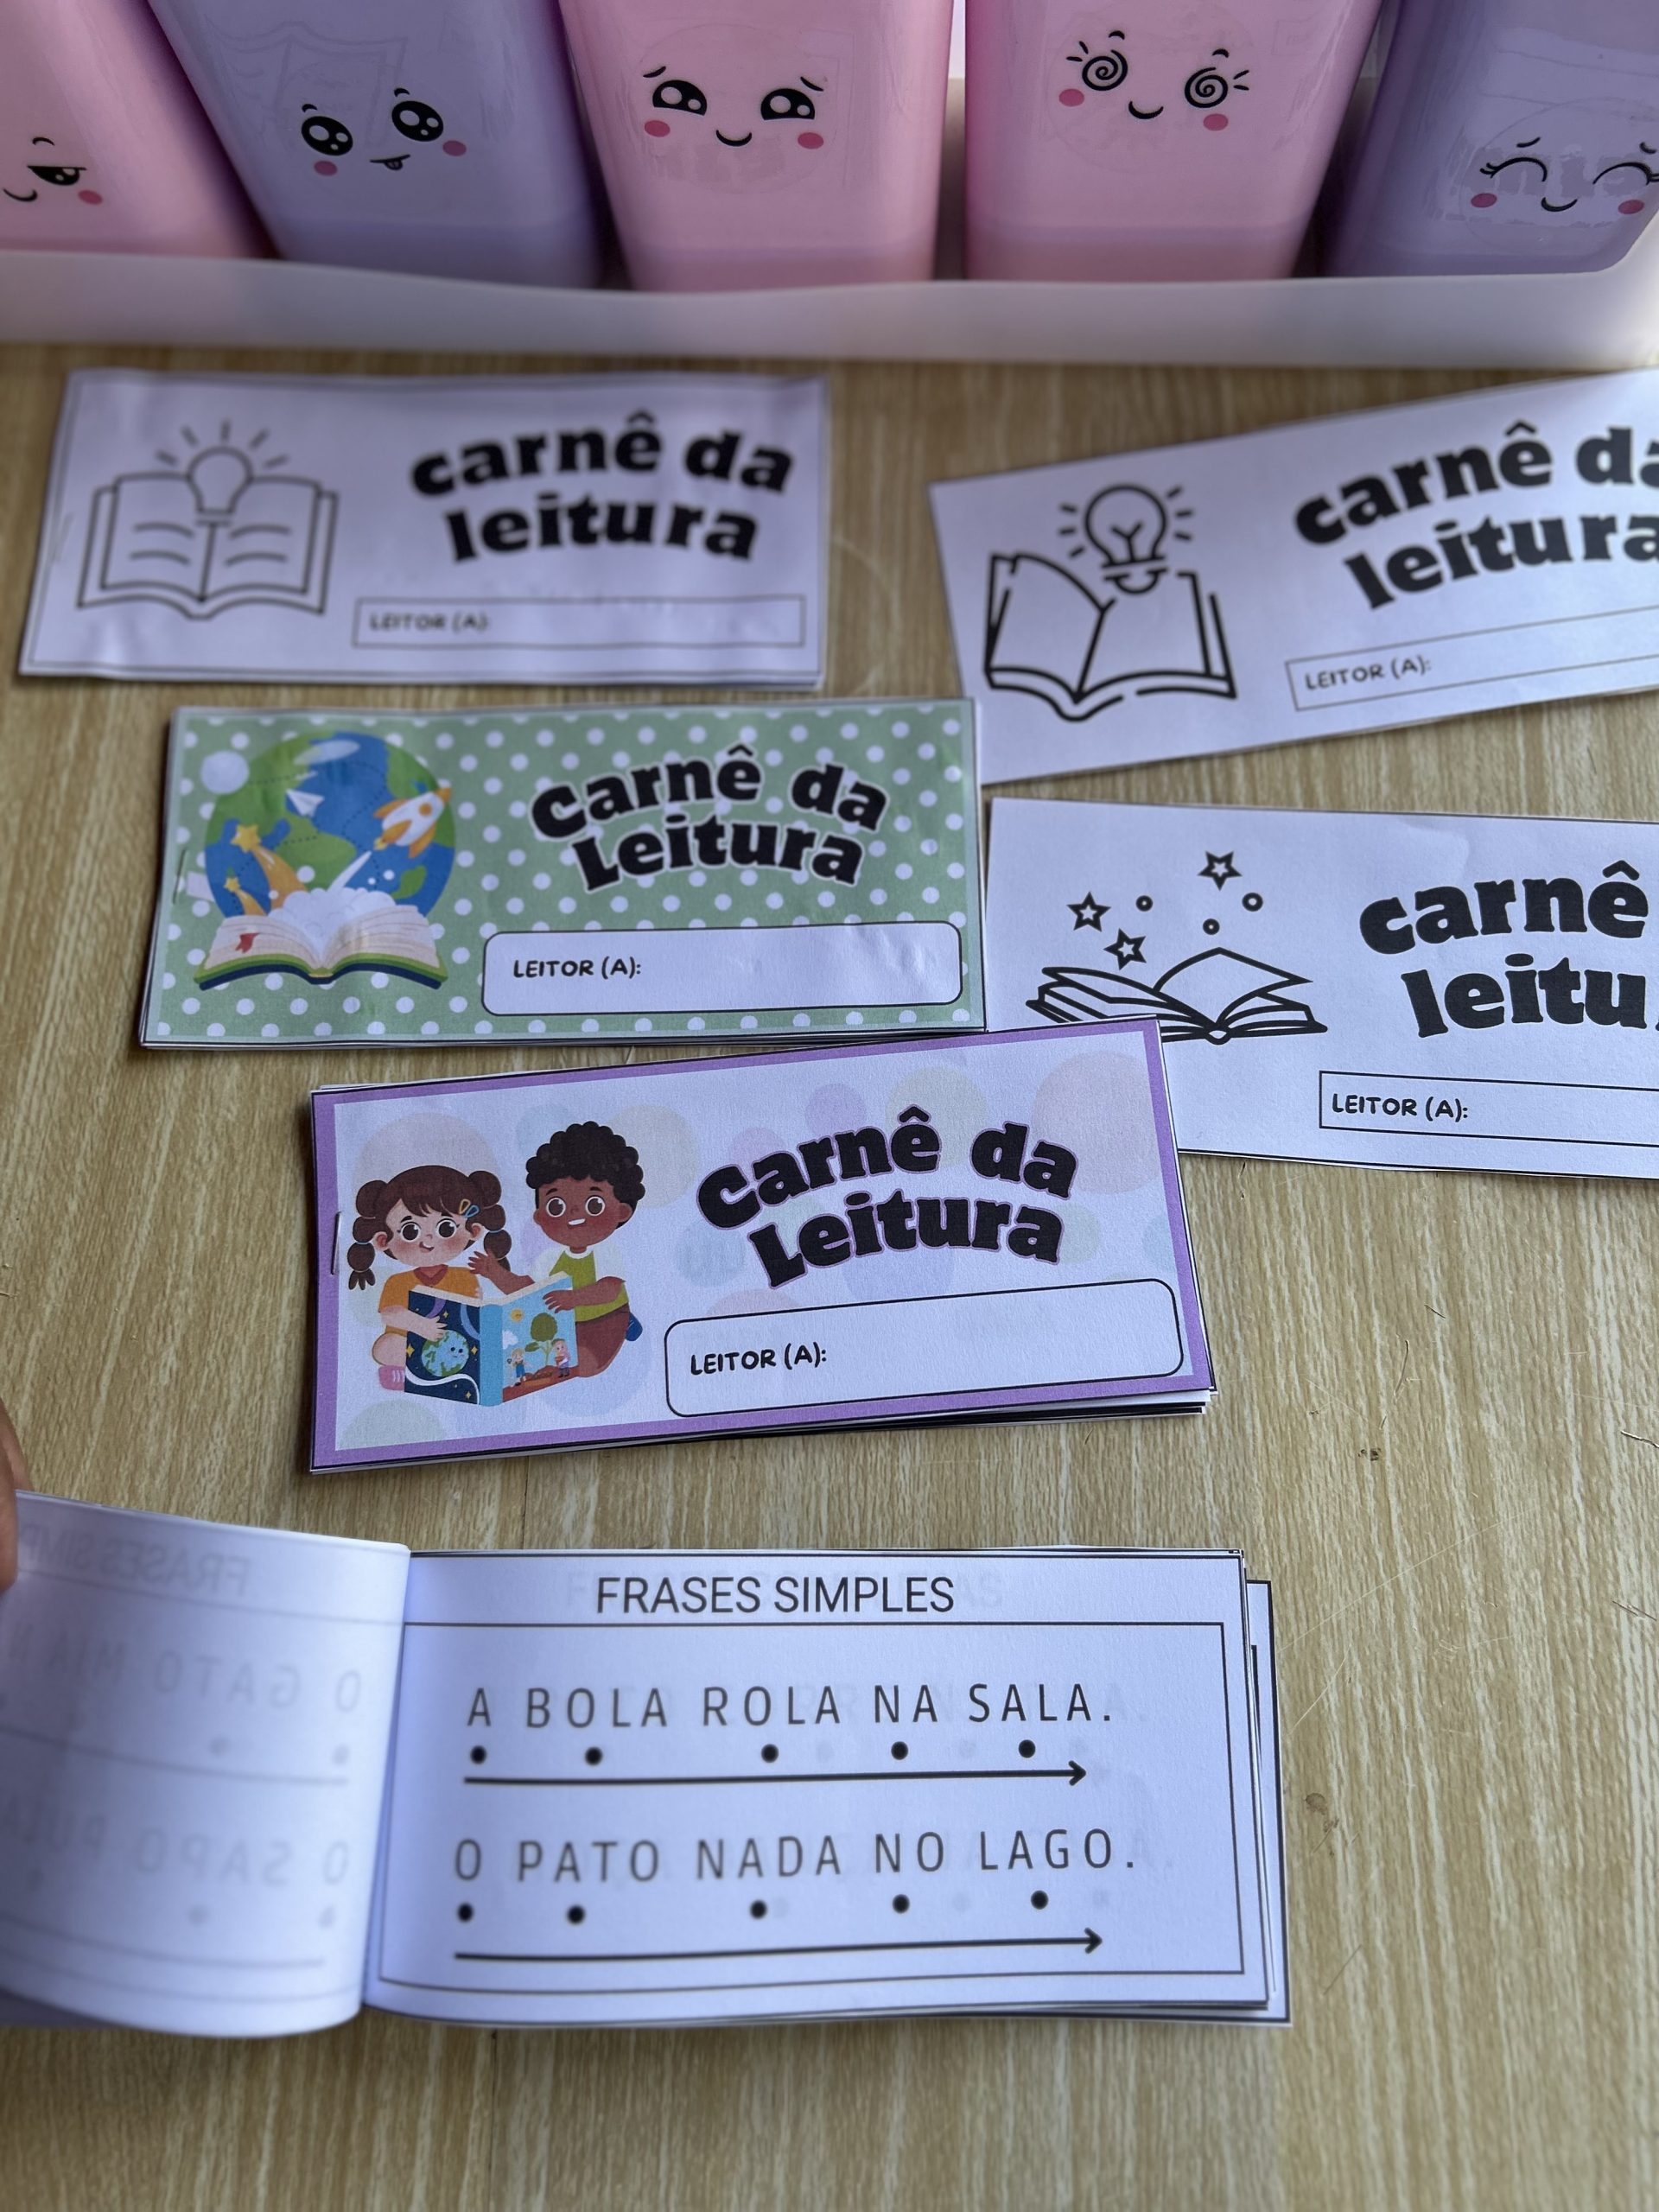 carnê da
leitura
LEITOR (A):
carnê da
leitura
LEITOR (A):
Carnê da
Leitura
LEITOR (A):
carnê
LEITOR (A):
Carnê da
Leitura
LEITOR (A):
FRASES SIMPLES
A BOLA ROLA NA SALA.
O PATO NADA NO LAGO.